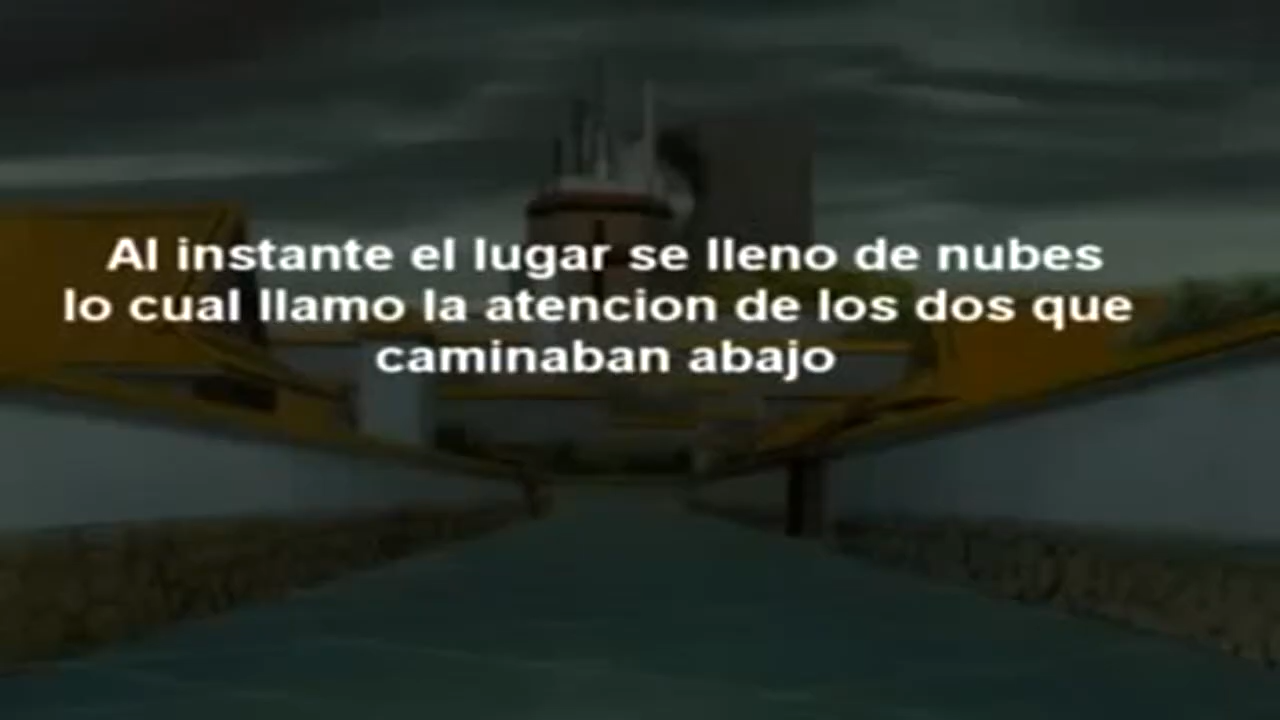 Al instante el lugar se lleno de nubes
lo cual llamo la atencion de los dos que
caminaban abajo